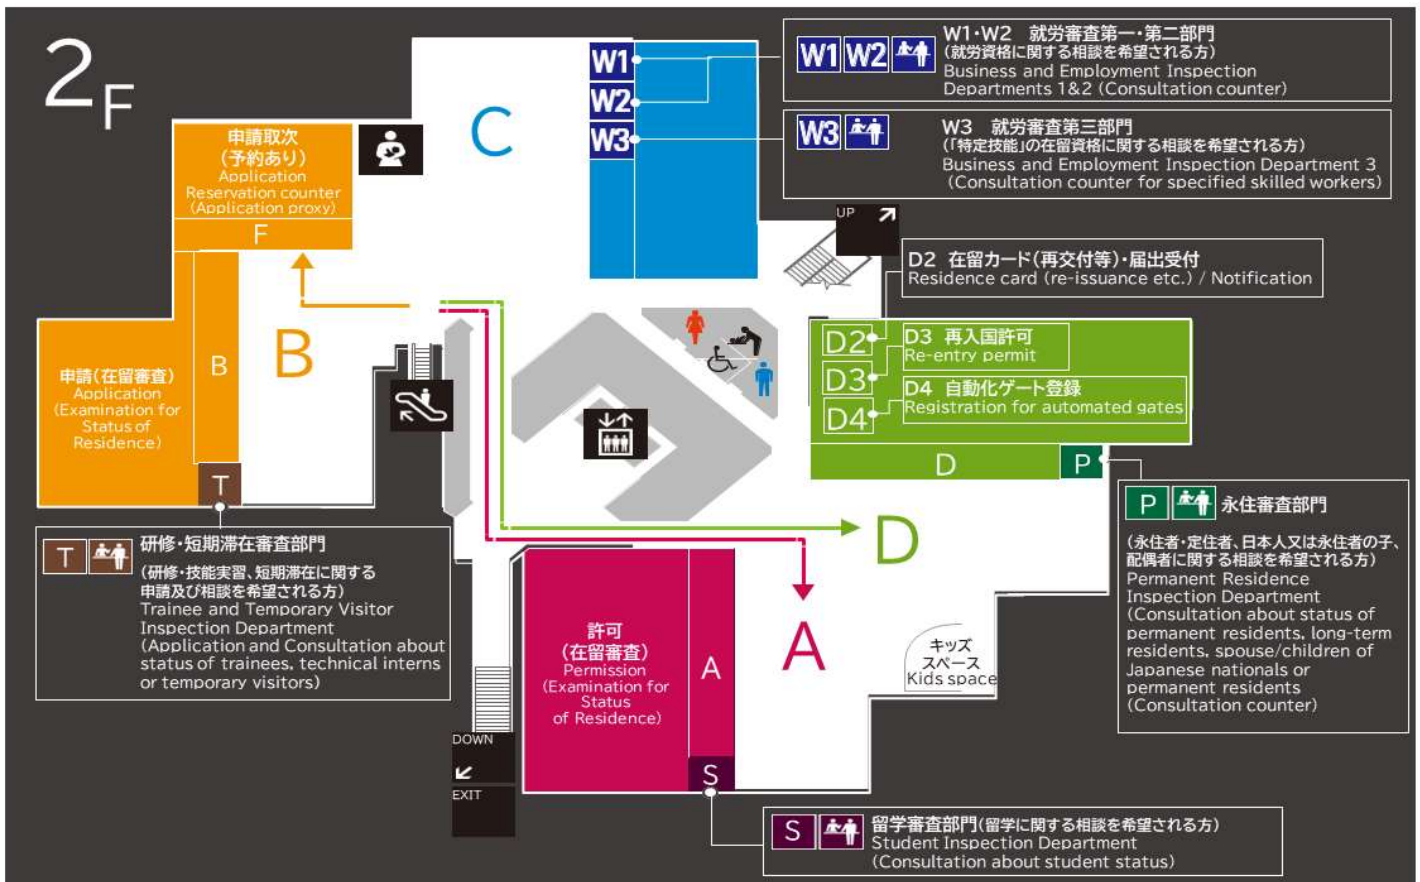 2F
W1 W2
W1・W2 就労審査第一・第二部門
(就労資格に関する相談を希望される方)
Business and Employment Inspection
Departments 1&2 (Consultation counter)
W3
W3 就労審査第三部門
(「特定技能」の在留資格に関する相談を希望される方)
Business and Employment Inspection Department 3
(Consultation counter for specified skilled workers)
W1
W2
W3
C
申請取次
(予約あり)
Application
Reservation counter
(Application proxy)
F
UP
D2 在留カード(再交付等)・届出受付
Residence card (re-issuance etc.) / Notification
D2
D3 再入国許可
Re-entry permit
D3
D4 自動化ゲート登録
Registration for automated gates
D4
D
P
B
B
申請(在留審査)
Application
(Examination for
Status of
Residence)
T
T
研修・短期滞在審査部門
(研修・技能実習、短期滞在に関する
申請及び相談を希望される方)
Trainee and Temporary Visitor
Inspection Department
(Application and Consultation about
status of trainees, technical interns
or temporary visitors)
D
A
P
永住審査部門
(永住者・定住者、日本人又は永住者の子、
配偶者に関する相談を希望される方)
Permanent Residence
Inspection Department
(Consultation about status of
permanent residents, long-term
residents, spouse/children of
Japanese nationals or
permanent residents
(Consultation counter)
許可
(在留審査)
Permission
(Examination for
Status
of Residence)
A
キッズ
スペース
Kids space
DOWN
EXIT
S
S
留学審査部門(留学に関する相談を希望される方)
Student Inspection Department
(Consultation about student status)